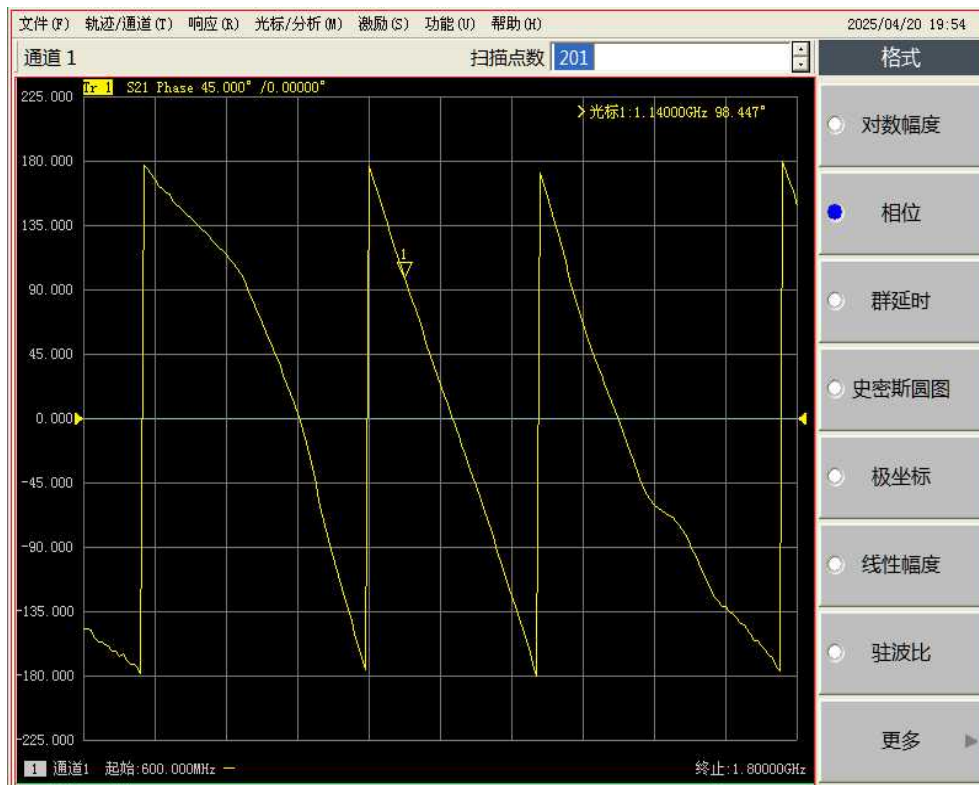 文件(F) 轨迹/通道(T) 响应(R) 光标/分析(M) 激励(S) 功能(U) 帮助(H) 2025/04/20 19:54
通道 1 扫描点数 201 格式
Tr 1 S21 Phase 45.000° /0.00000°
>光标1:1.14000GHz 98.447°
225.000
180.000
135.000
90.000
45.000
0.000
-45.000
-90.000
-135.000
-180.000
-225.000
1
1 通道1 起始:600.000MHz — 终止:1.80000GHz
对数幅度
相位
群延时
史密斯圆图
极坐标
线性幅度
驻波比
更多